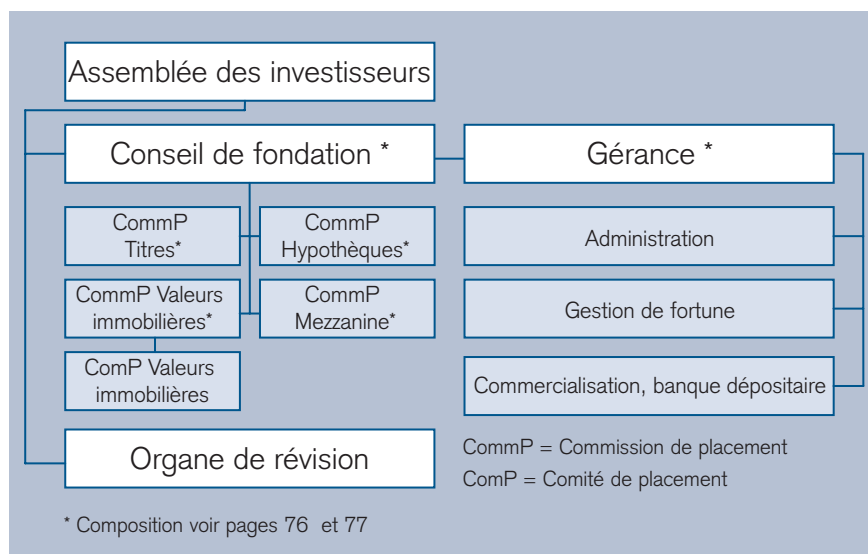 Assemblée des investisseurs
Conseil de fondation *
Gérance *
CommP
Titres*
CommP
Hypothèques*
Administration
CommP Valeurs
immobilières*
CommP
Mezzanine*
Gestion de fortune
ComP Valeurs
immobilières
Commercialisation, banque dépositaire
Organe de révision
CommP = Commission de placement
ComP = Comité de placement
* Composition voir pages 76 et 77